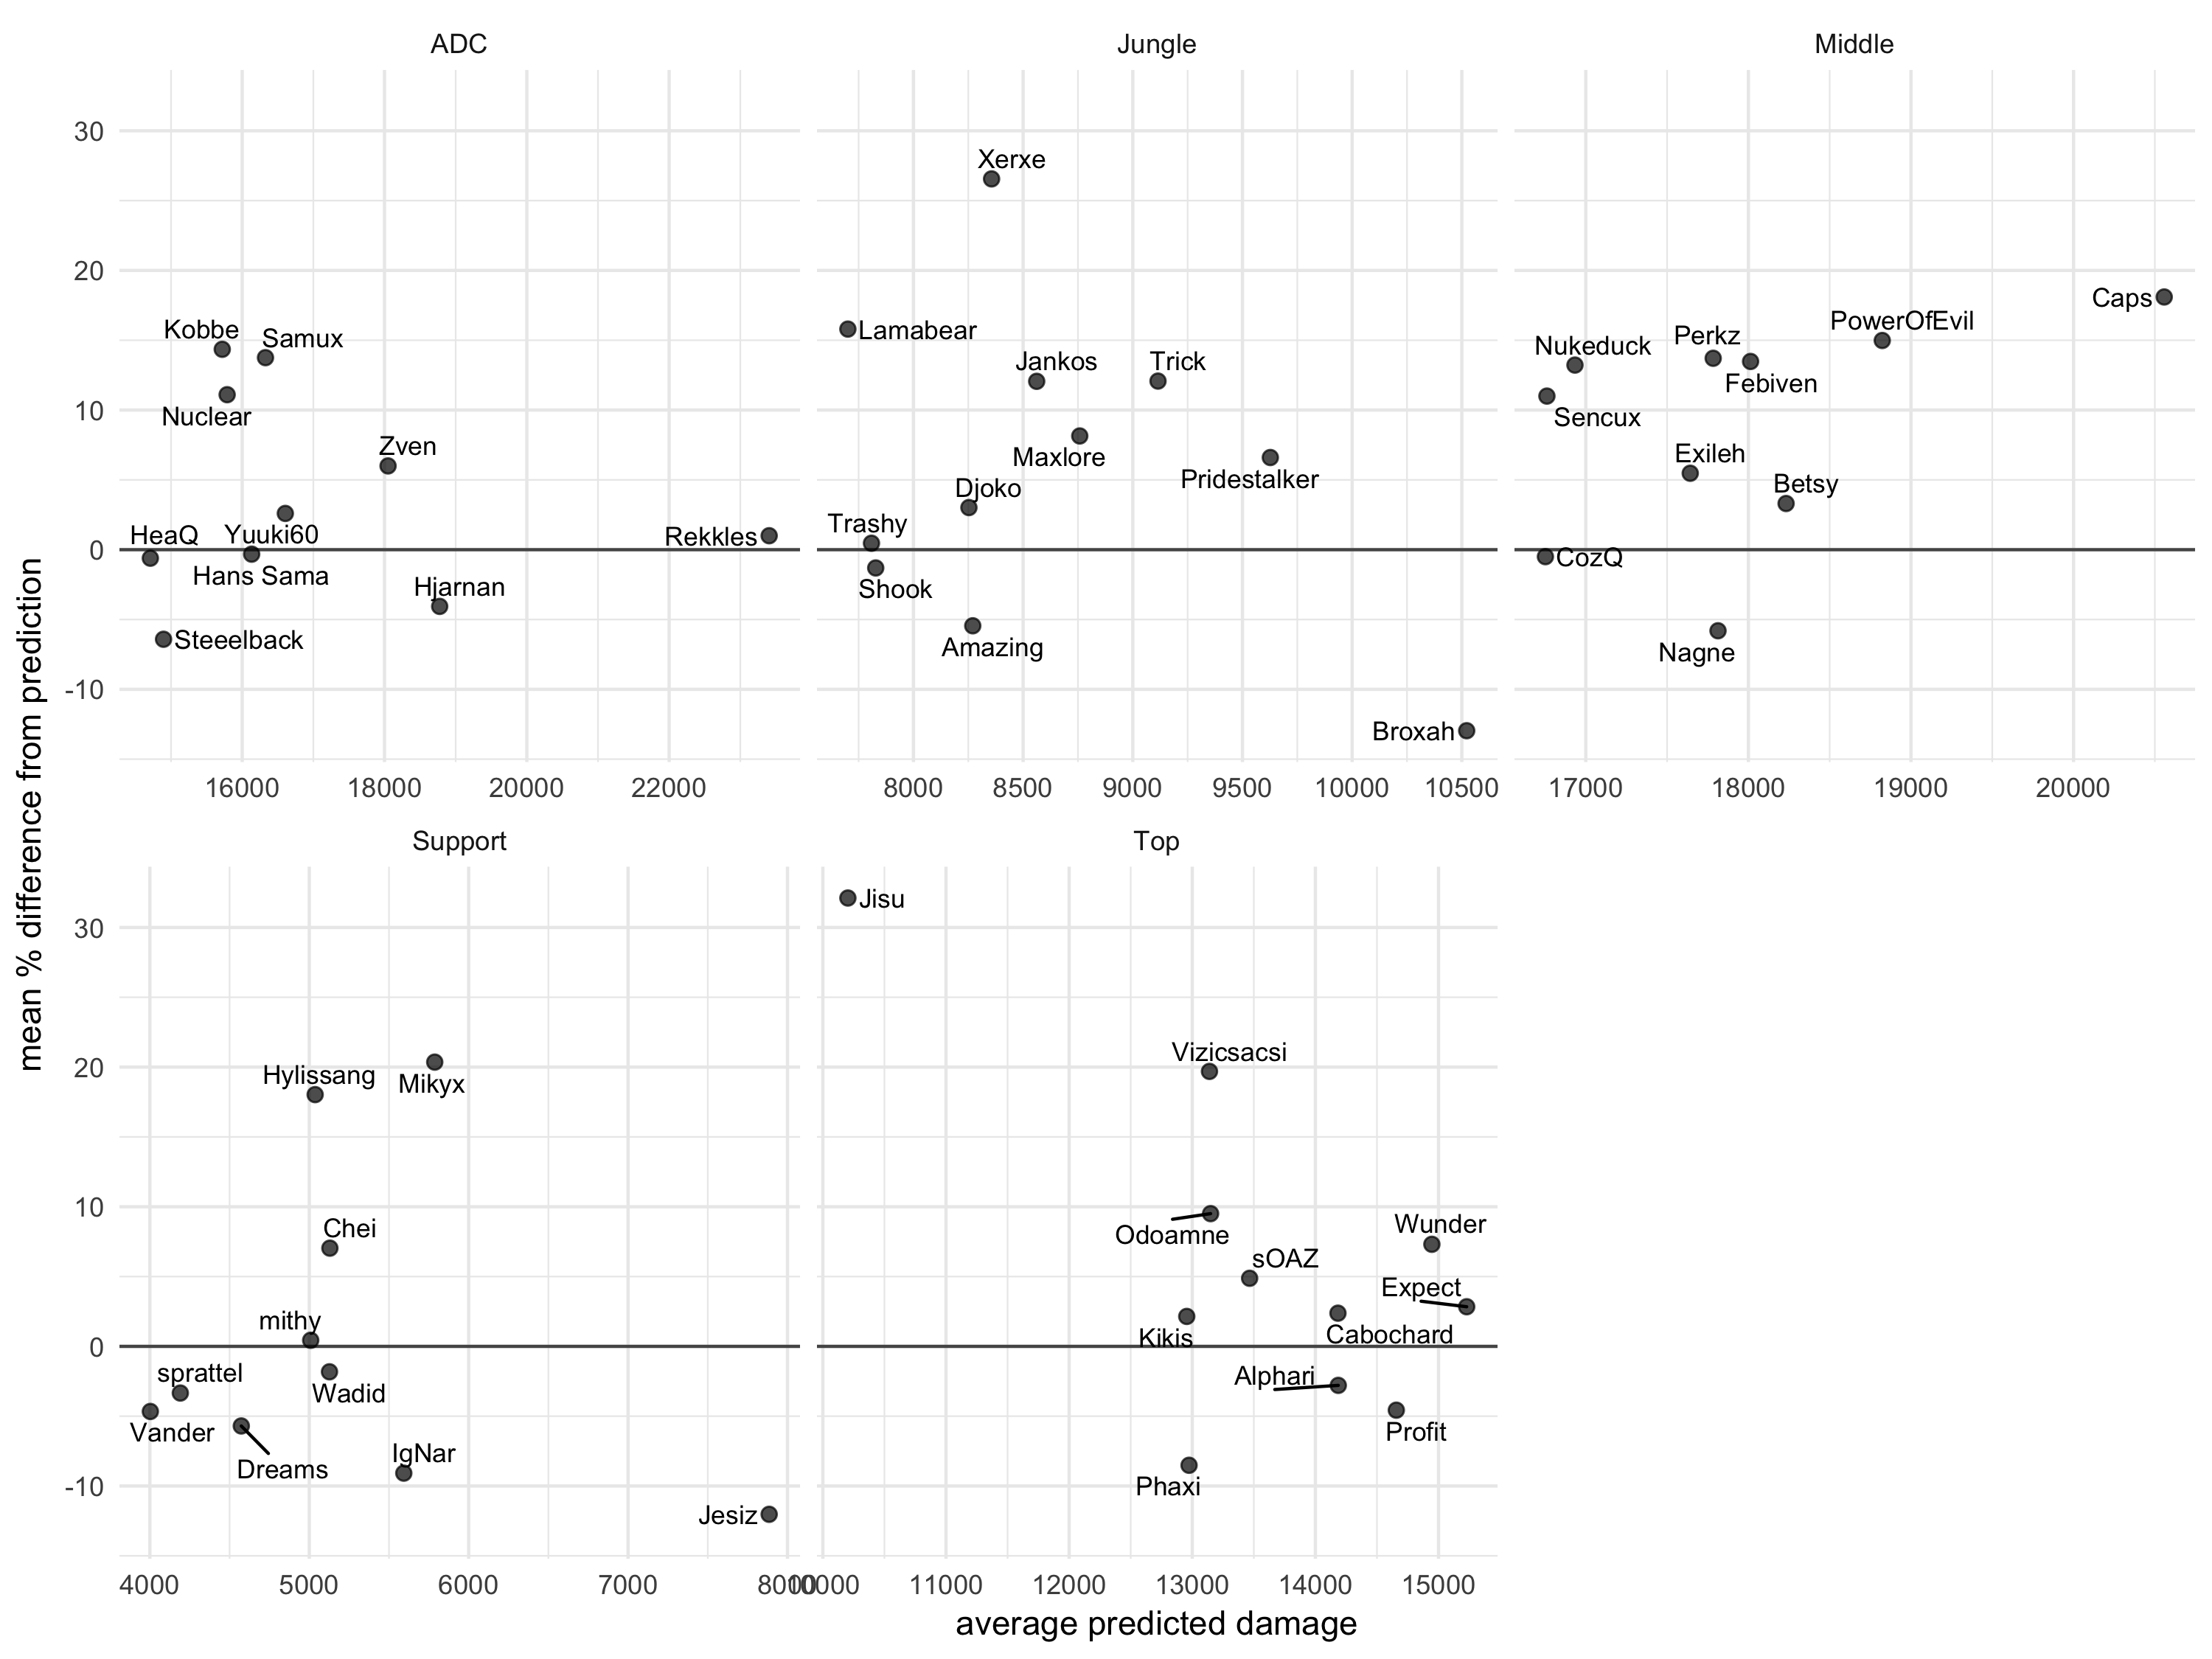 ADC
Jungle
Middle
30
20
10
0
-10
Kobbe
Samux
Nuclear
Zven
HeaQ
Yuuki60
Hans Sama
Rekkles
Hjarnan
Steeelback
16000 18000 20000 22000
Xerxe
Lamabear
Jankos
Trick
Maxlore
Pridestalker
Djoko
Trashy
Shook
Amazing
Broxah
8000 8500 9000 9500 10000 10500
Caps
PowerOfEvil
Perkz
Nukeduck
Febiven
Sencux
Exileh
Betsy
CozQ
Nagne
17000 18000 19000 20000
mean % difference from prediction
Support
Top
30
20
10
0
-10
Hylissang
Mikyx
Chei
mithy
sprattel
Wadid
Vander
Dreams
IgNar
Jesiz
4000 5000 6000 7000 8000
Jisu
Vizicsacsi
Odoamne
Wunder
sOAZ
Expect
Kikis
Cabochard
Alphari
Profit
Phaxi
10000 11000 12000 13000 14000 15000
average predicted damage